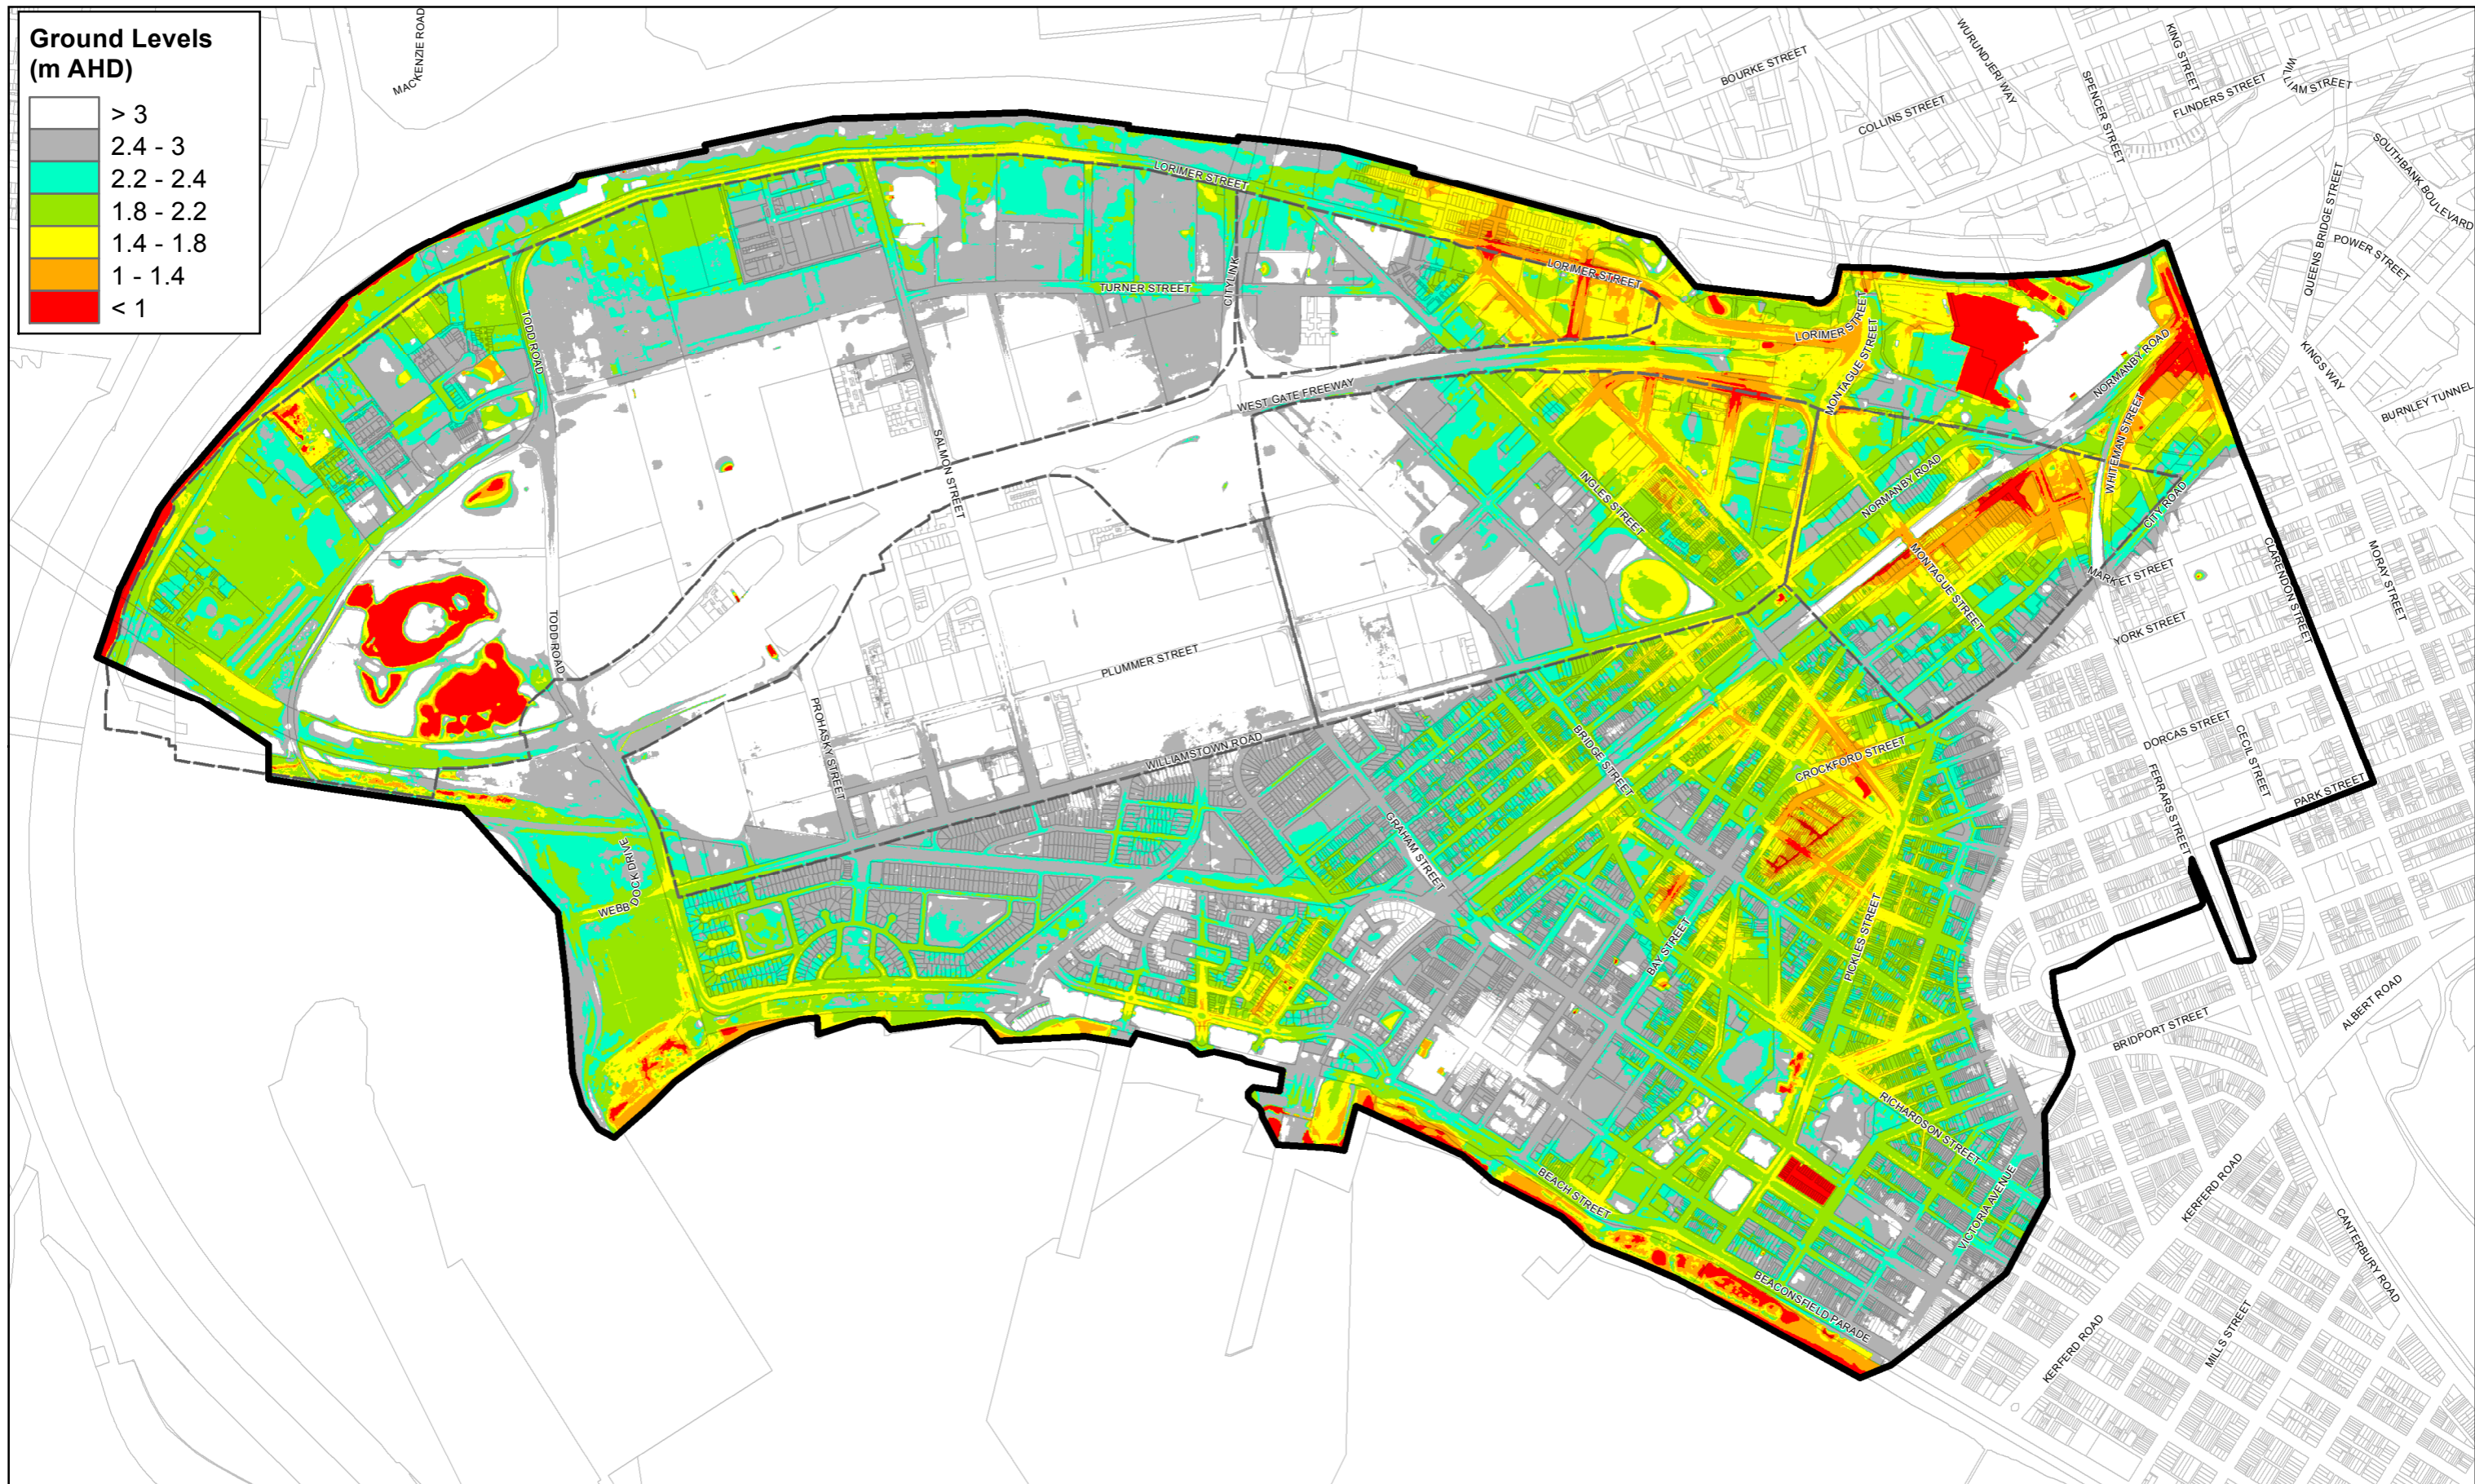 Ground Levels
(m AHD)
> 3
2.4 - 3
2.2 - 2.4
1.8 - 2.2
1.4 - 1.8
1 - 1.4
< 1
MACKENZIE ROAD
BOURKE STREET
WURUNDJERI WAY
KING STREET
WILLIAM STREET
SPENCER STREET
FLINDERS STREET
COLLINS STREET
SOUTHBANK BOULEVARD
QUEENS BRIDGE STREET
POWER STREET
LORIMER STREET
LORIMER STREET
LORIMER STREET
CITYLINK
TURNER STREET
TODD ROAD
MONTAGUE STREET
NORMANBY ROAD
KINGS WAY
BURNLEY TUNNEL
WEST GATE FREEWAY
SALMON STREET
INGLES STREET
NORMANBY ROAD
WHITEMAN STREET
CITY ROAD
MONTAGUE STREET
MARKET STREET
CLARENDON STREET
MORAY STREET
YORK STREET
TODD ROAD
PLUMMER STREET
PROHASKY STREET
WILLIAMSTOWN ROAD
BRIDGE STREET
CROCKFORD STREET
DORCAS STREET
CECIL STREET
FERRARS STREET
PARK STREET
GRAHAM STREET
WEBB DOCK DRIVE
BAY STREET
PICKLES STREET
ALBERT ROAD
BRIDPORT STREET
RICHARDSON STREET
VICTORIA AVENUE
KERFERD ROAD
CANTERBURY ROAD
BEACH STREET
BEACONSFIELD PARADE
KERFERD ROAD
MILLS STREET